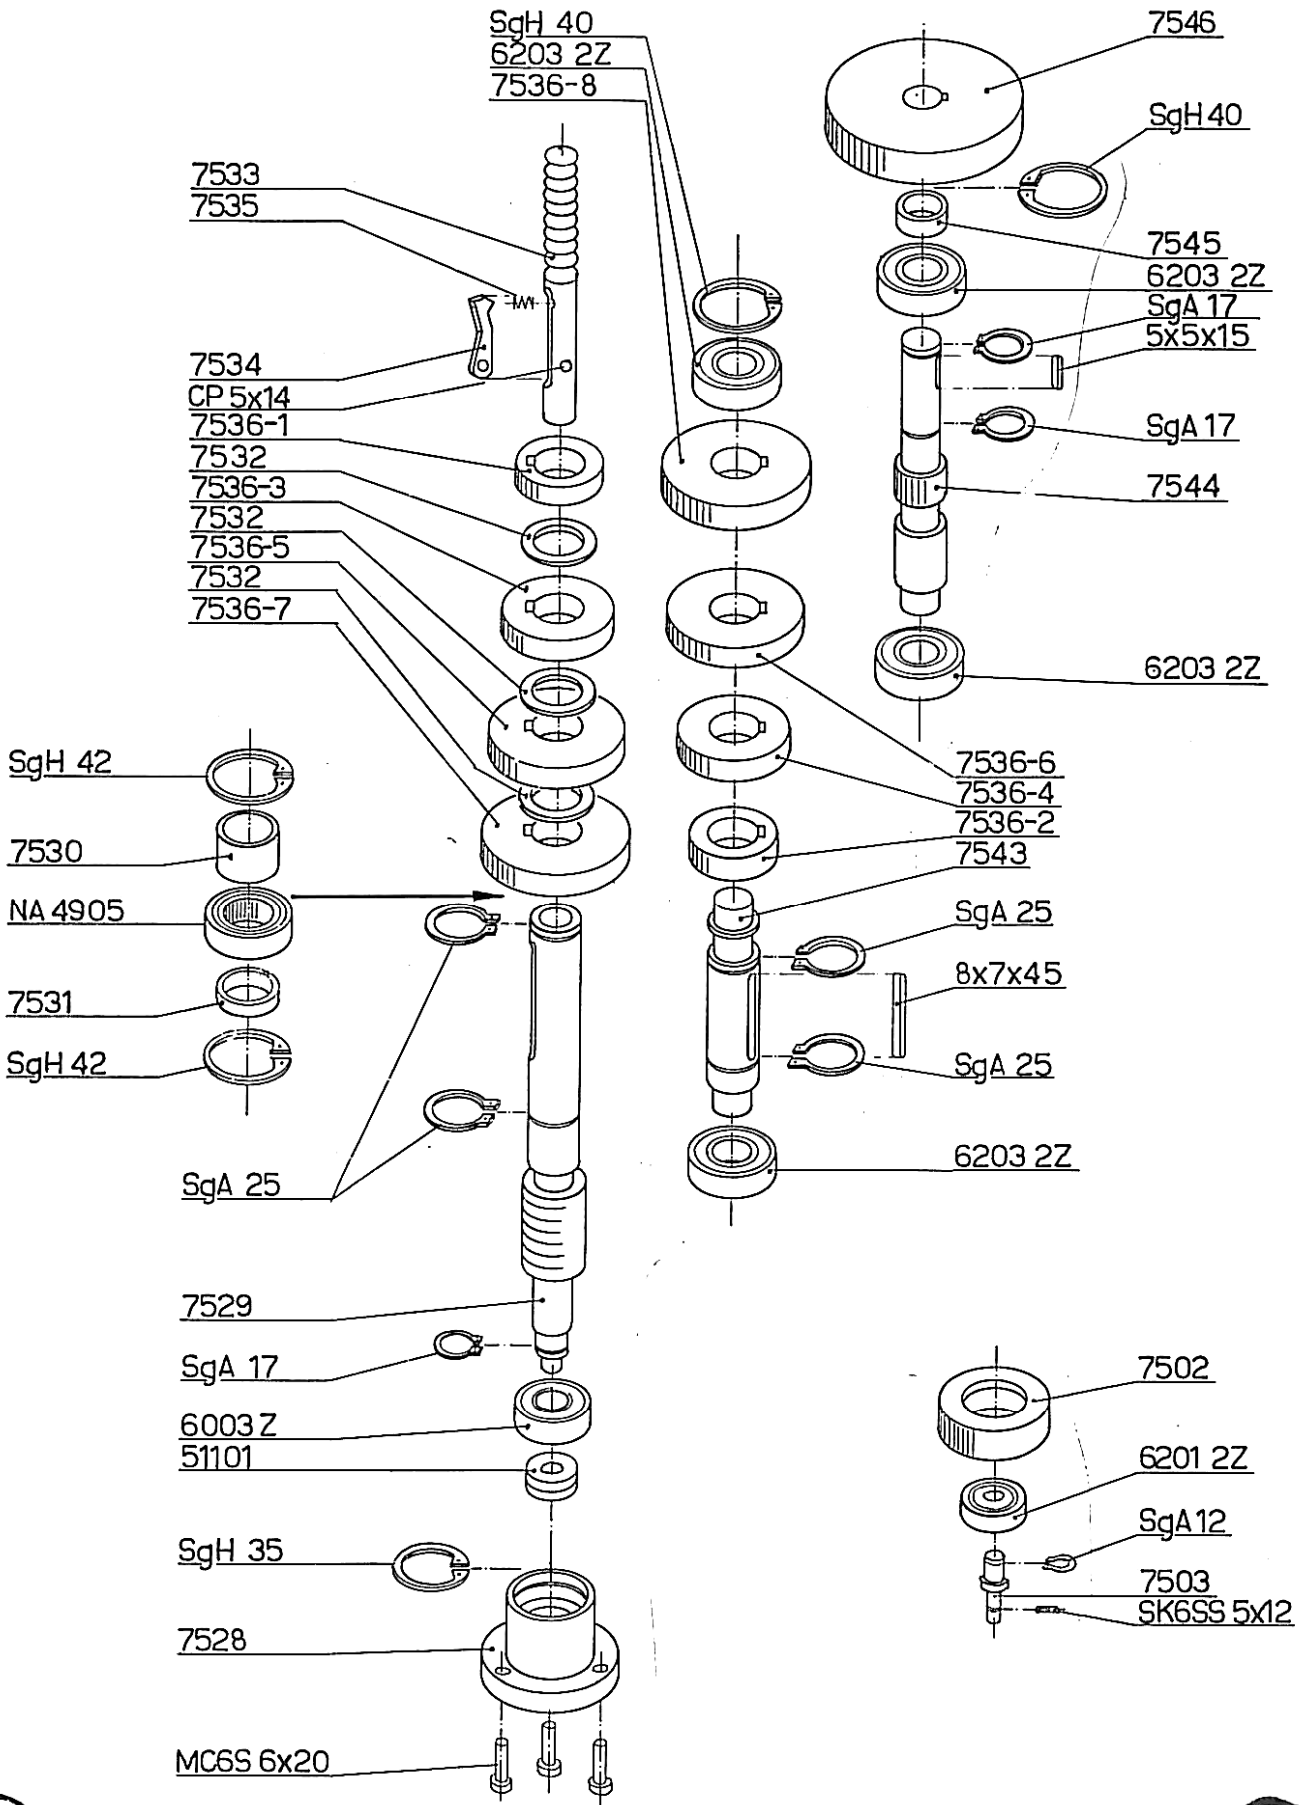 SgH 40
6203 2Z
7536-8
7546
SgH 40
7533
7535
7545
6203 2Z
SgA 17
5x5x15
7534
CP 5x14
7536-1
7532
7536-3
7532
7536-5
7532
7536-7
SgA 17
7544
6203 2Z
SgH 42
7530
NA 4905
7531
SgH 42
7536-6
7536-4
7536-2
7543
SgA 25
8x7x45
SgA 25
6203 2Z
SgA 25
7529
SgA 17
6003 Z
51101
SgH 35
7528
MC6S 6x20
7502
6201 2Z
SgA 12
7503
SK6SS 5x12